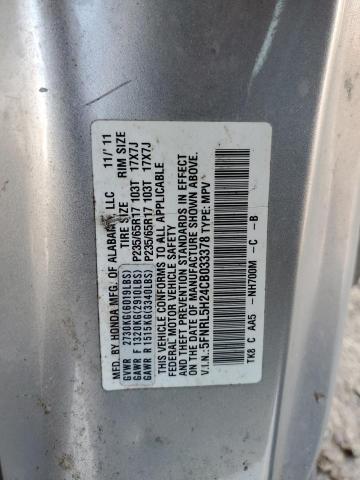 MFD. BY HONDA MFG OF ALABAMA, LLC 11/'11
TIRE SIZE RIM SIZE
GVWR 2730KG(6019LBS)
GAWR F 1320KG(2910LBS) P235/65R17 103T 17X7J
GAWR R 1515KG(3340LBS) P235/65R17 103T 17X7J
THIS VEHICLE CONFORMS TO ALL APPLICABLE
FEDERAL MOTOR VEHICLE SAFETY
AND THEFT PREVENTION STANDARDS IN EFFECT
ON THE DATE OF MANUFACTURE SHOWN ABOVE.
V.I.N.: 5FNRL5H24CB033378 TYPE: MPV
TK8 C AA5 -NH700M -C -B